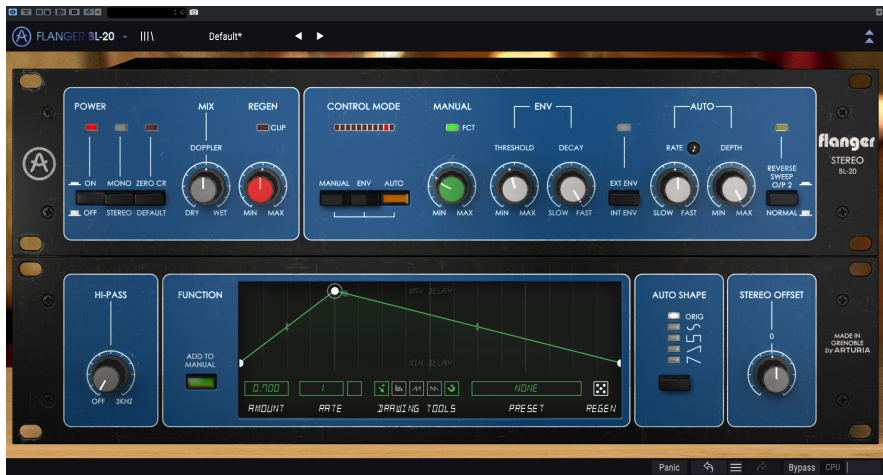 FLANGER BL-20
Default*
POWER
MIX
REGEN
CONTROL MODE
MANUAL
ENV
AUTO
CLIP
FCT
DOPPLER
THRESHOLD
DECAY
RATE
DEPTH
flanger
STEREO
BL-20
REVERSE
SWEEP
O/P 2
ON
MONO
ZERO CR
MANUAL
ENV
AUTO
EXT ENV
OFF
STEREO
DEFAULT
DRY
WET
MIN
MAX
MIN
MAX
MIN
MAX
SLOW
FAST
INT ENV
SLOW
FAST
MIN
MAX
NORMAL
HI-PASS
FUNCTION
MAX DELAY
AUTO SHAPE
STEREO OFFSET
ORIG
0
ADD TO
MANUAL
MIN DELAY
MADE IN
GRENOBLE
by ARTURIA
OFF
3KHZ
0.700
1
NONE
AMOUNT
RATE
DRAWING TOOLS
PRESET
REGEN
Panic
Bypass
CPU